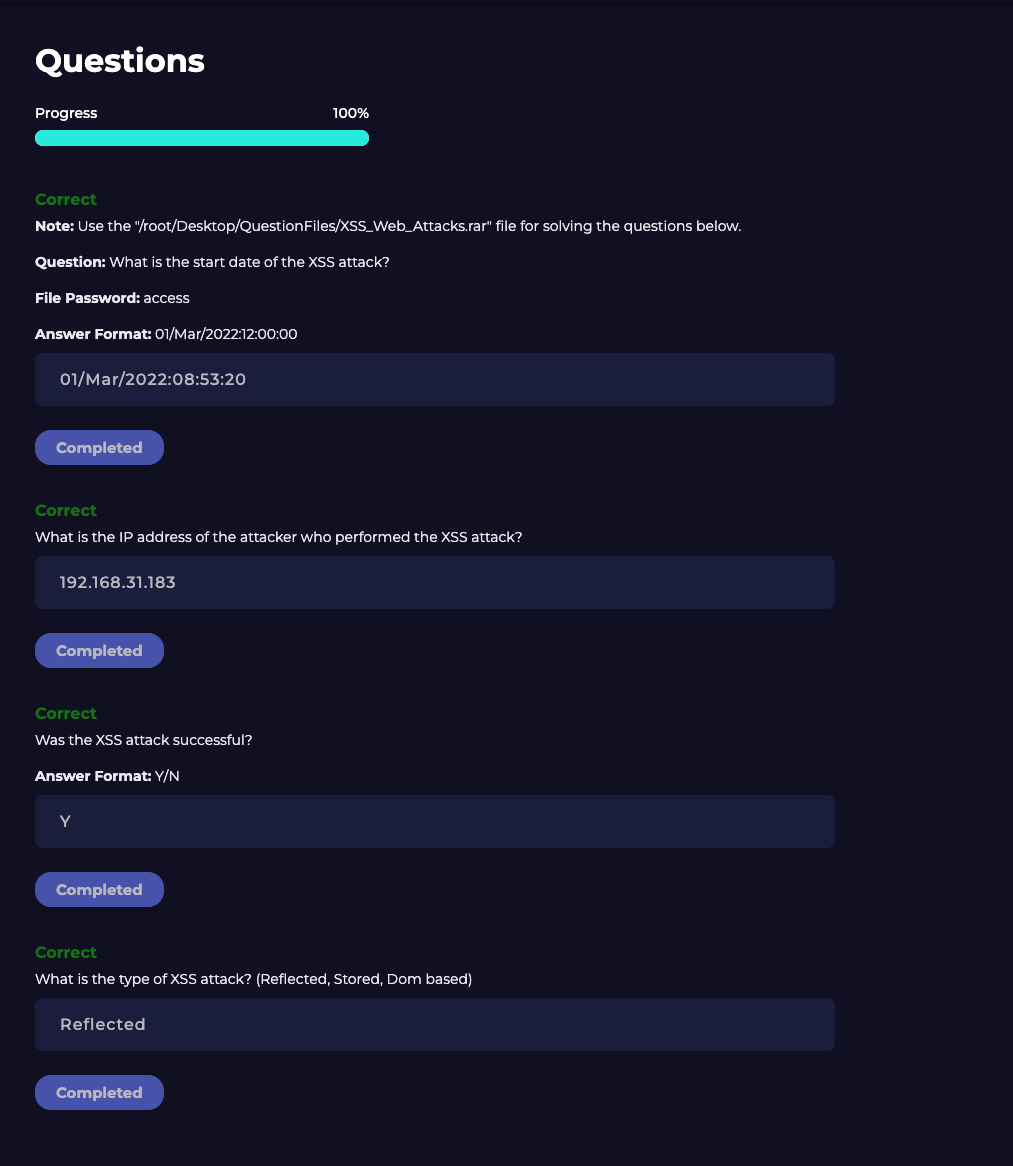 Questions
Progress 100%
Correct
Note: Use the "/root/Desktop/QuestionFiles/XSS_Web_Attacks.rar" file for solving the questions below.
Question: What is the start date of the XSS attack?
File Password: access
Answer Format: 01/Mar/2022:12:00:00
01/Mar/2022:08:53:20
Completed
Correct
What is the IP address of the attacker who performed the XSS attack?
192.168.31.183
Completed
Correct
Was the XSS attack successful?
Answer Format: Y/N
Y
Completed
Correct
What is the type of XSS attack? (Reflected, Stored, Dom based)
Reflected
Completed